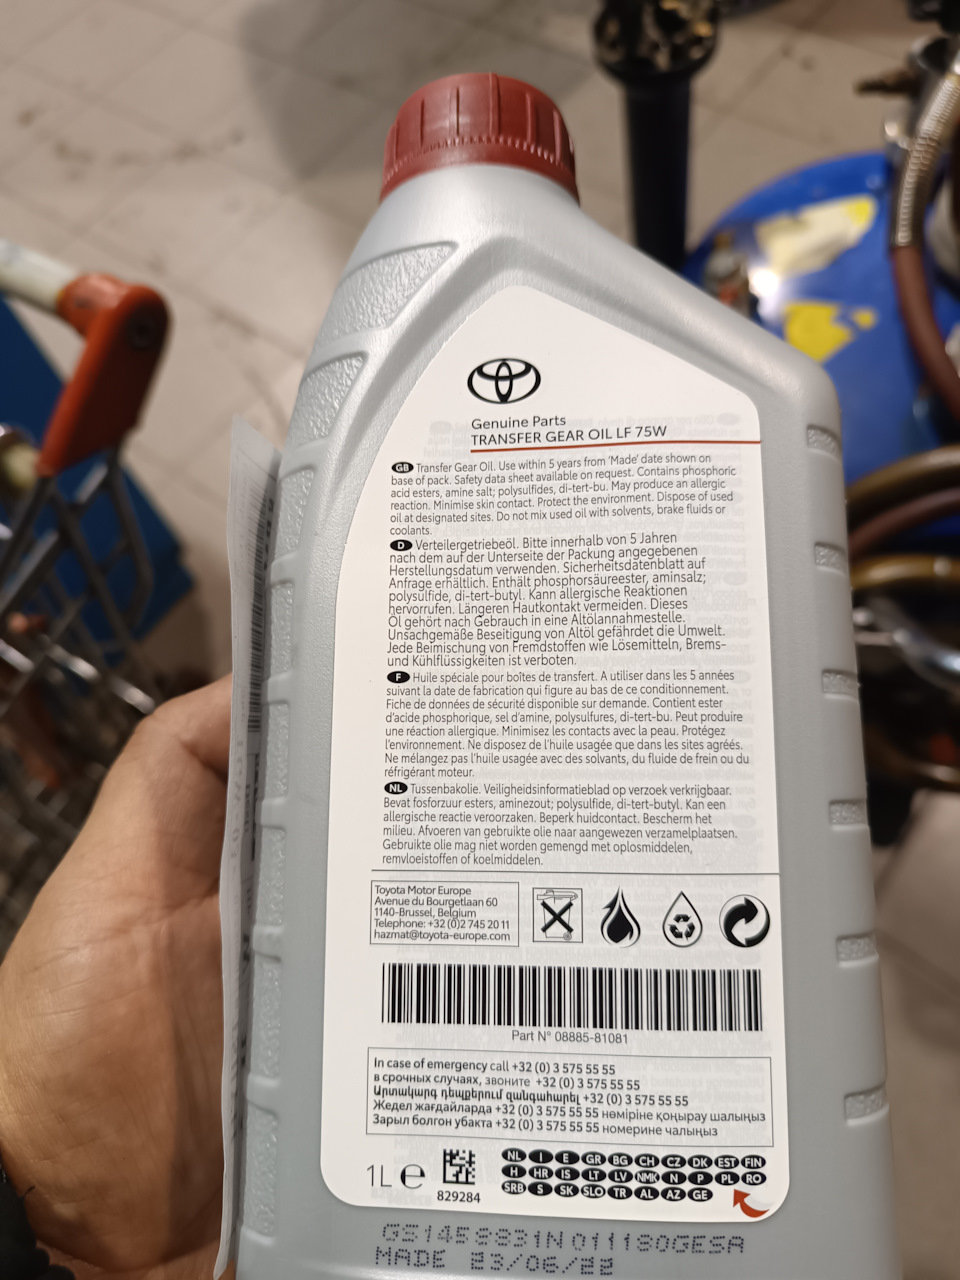 Genuine Parts
TRANSFER GEAR OIL LF 75W
GB Transfer Gear Oil. Use within 5 years from 'Made' date shown on
base of pack. Safety data sheet available on request. Contains phosphoric
acid esters, amine salt; polysulfides, di-tert-bu. May produce an allergic
reaction. Minimise skin contact. Protect the environment. Dispose of used
oil at designated sites. Do not mix used oil with solvents, brake fluids or
coolants.
D Verteilergetriebeöl. Bitte innerhalb von 5 Jahren
nach dem auf der Unterseite der Packung angegebenen
Herstellungsdatum verwenden. Sicherheitsdatenblatt auf
Anfrage erhältlich. Enthält phosphorsäureester, aminsalz;
polysulfide, di-tert-butyl. Kann allergische Reaktionen
hervorrufen. Längeren Hautkontakt vermeiden. Dieses
Öl gehört nach Gebrauch in eine Altölannahmestelle.
Unsachgemäße Beseitigung von Altöl gefährdet die Umwelt.
Jede Beimischung von Fremdstoffen wie Lösemitteln, Brems-
und Kühlflüssigkeiten ist verboten.
F Huile spéciale pour boîtes de transfert. A utiliser dans les 5 années
suivant la date de fabrication qui figure au bas de ce conditionnement.
Fiche de données de sécurité disponible sur demande. Contient ester
d'acide phosphorique, sel d'amine, polysulfures, di-tert-bu. Peut produire
une réaction allergique. Minimisez les contacts avec la peau. Protégez
l'environnement. Ne disposez de l'huile usagée que dans les sites agréés.
Ne mélangez pas l'huile usagée avec des solvants, du fluide de frein ou du
réfrigérant moteur.
NL Tussenbakolie. Veiligheidsinformatieblad op verzoek verkrijgbaar.
Bevat fosforzuur esters, aminezout; polysulfide, di-tert-butyl. Kan een
allergische reactie veroorzaken. Beperk huidcontact. Bescherm het
milieu. Afvoeren van gebruikte olie naar aangewezen verzamelplaatsen.
Gebruikte olie mag niet worden gemengd met oplosmiddelen,
remvloeistoffen of koelmiddelen.
Toyota Motor Europe
Avenue du Bourgetlaan 60
1140-Brussel, Belgium
Telephone: +32 (0)2 745 20 11
hazmat@toyota-europe.com
Part N° 08885-81081
In case of emergency call +32 (0) 3 575 55 55
в срочных случаях, звоните +32 (0) 3 575 55 55
Արտակարգ դեպքերում զանգահարել +32 (0) 3 575 55 55
Жедел жағдайларда +32 (0) 3 575 55 55 нөміріне қоңырау шалыңыз
Зарыл болгон убакта +32 (0) 3 575 55 55 номерине чалыңыз
1L e
829284
NL I E GR BG CH CZ DK EST FIN
H HR IS LT LV NMK N P PL RO
SRB S SK SLO TR AL AZ GE
GS1458831N 011180GESA
MADE 23/06/22